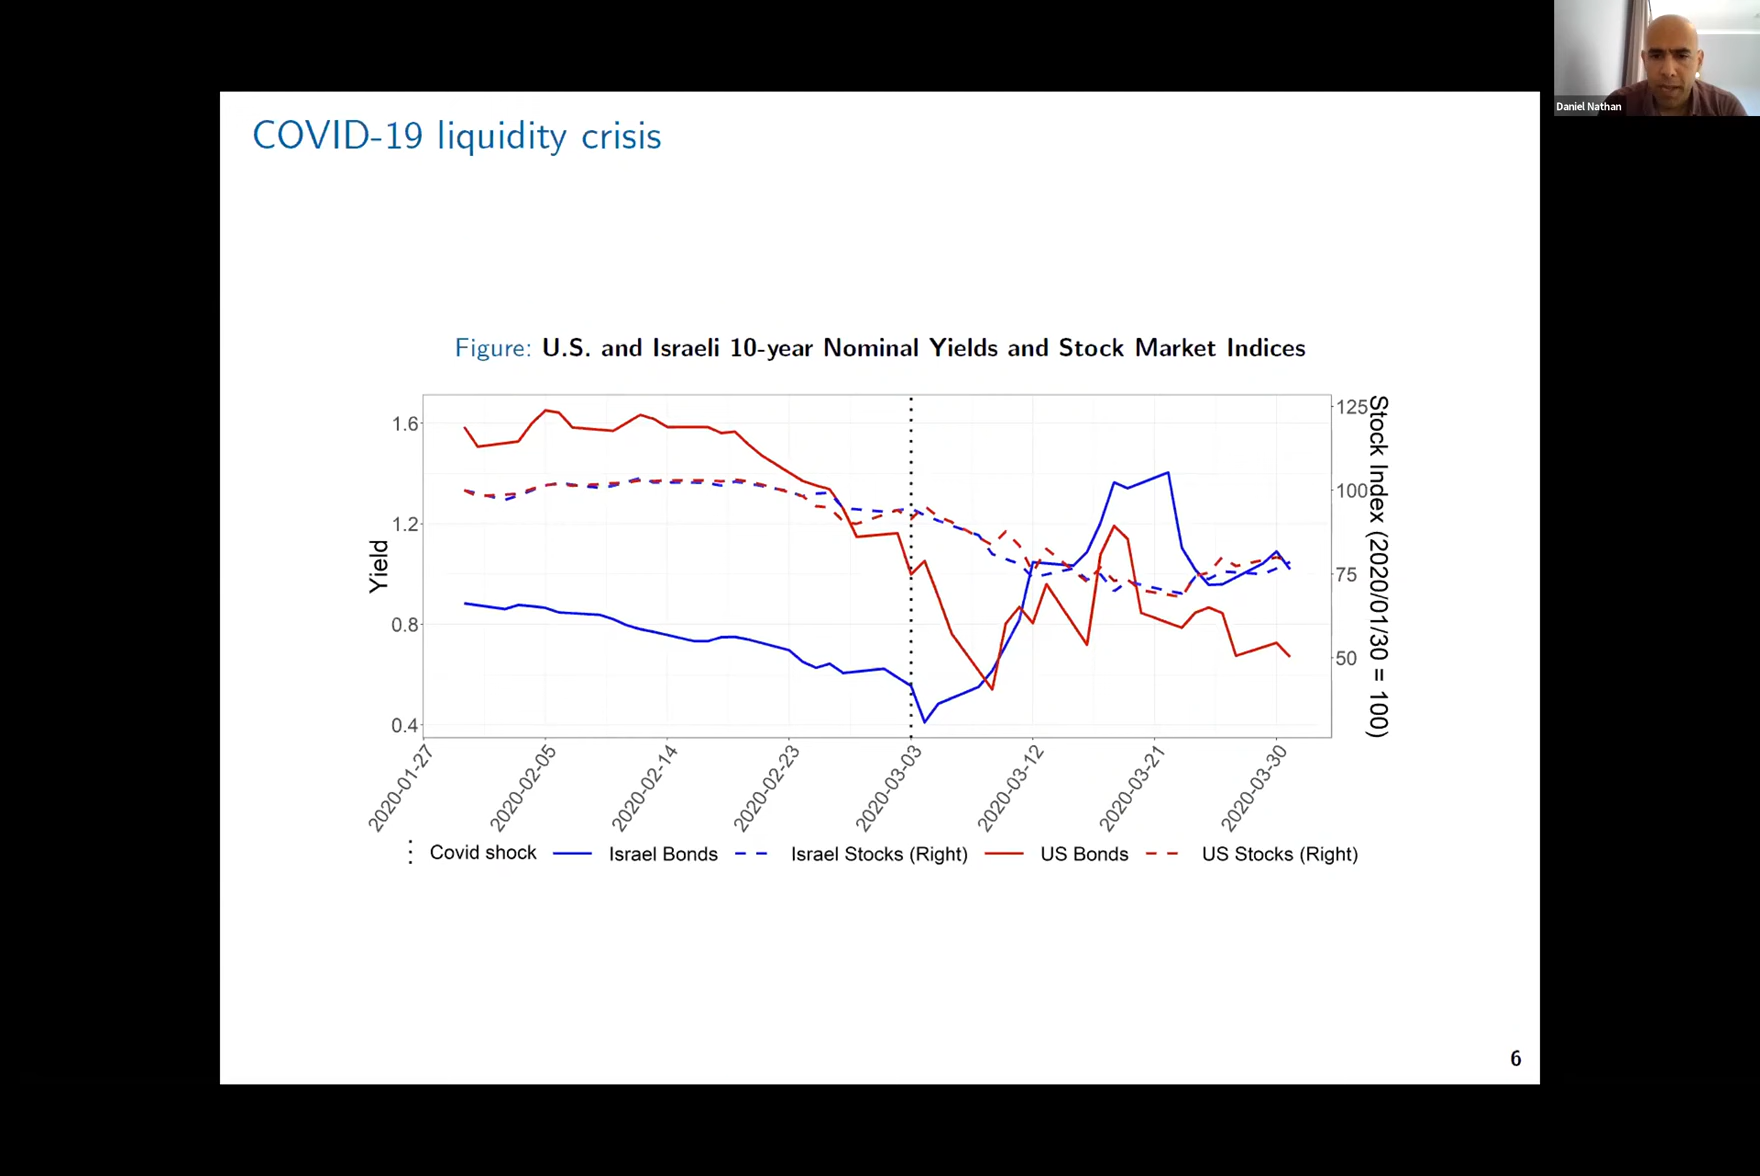 Daniel Nathan
COVID-19 liquidity crisis
Figure: U.S. and Israeli 10-year Nominal Yields and Stock Market Indices
Yield
1.6
1.2
0.8
0.4
125
100
75
50
Stock Index (2020/01/30 = 100)
2020-01-27
2020-02-05
2020-02-14
2020-02-23
2020-03-03
2020-03-12
2020-03-21
2020-03-30
Covid shock Israel Bonds Israel Stocks (Right) US Bonds US Stocks (Right)
6